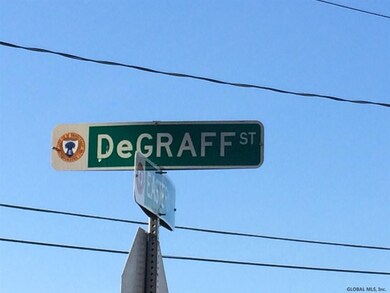 DeGRAFF ST
GLOBAL MLS, Inc.